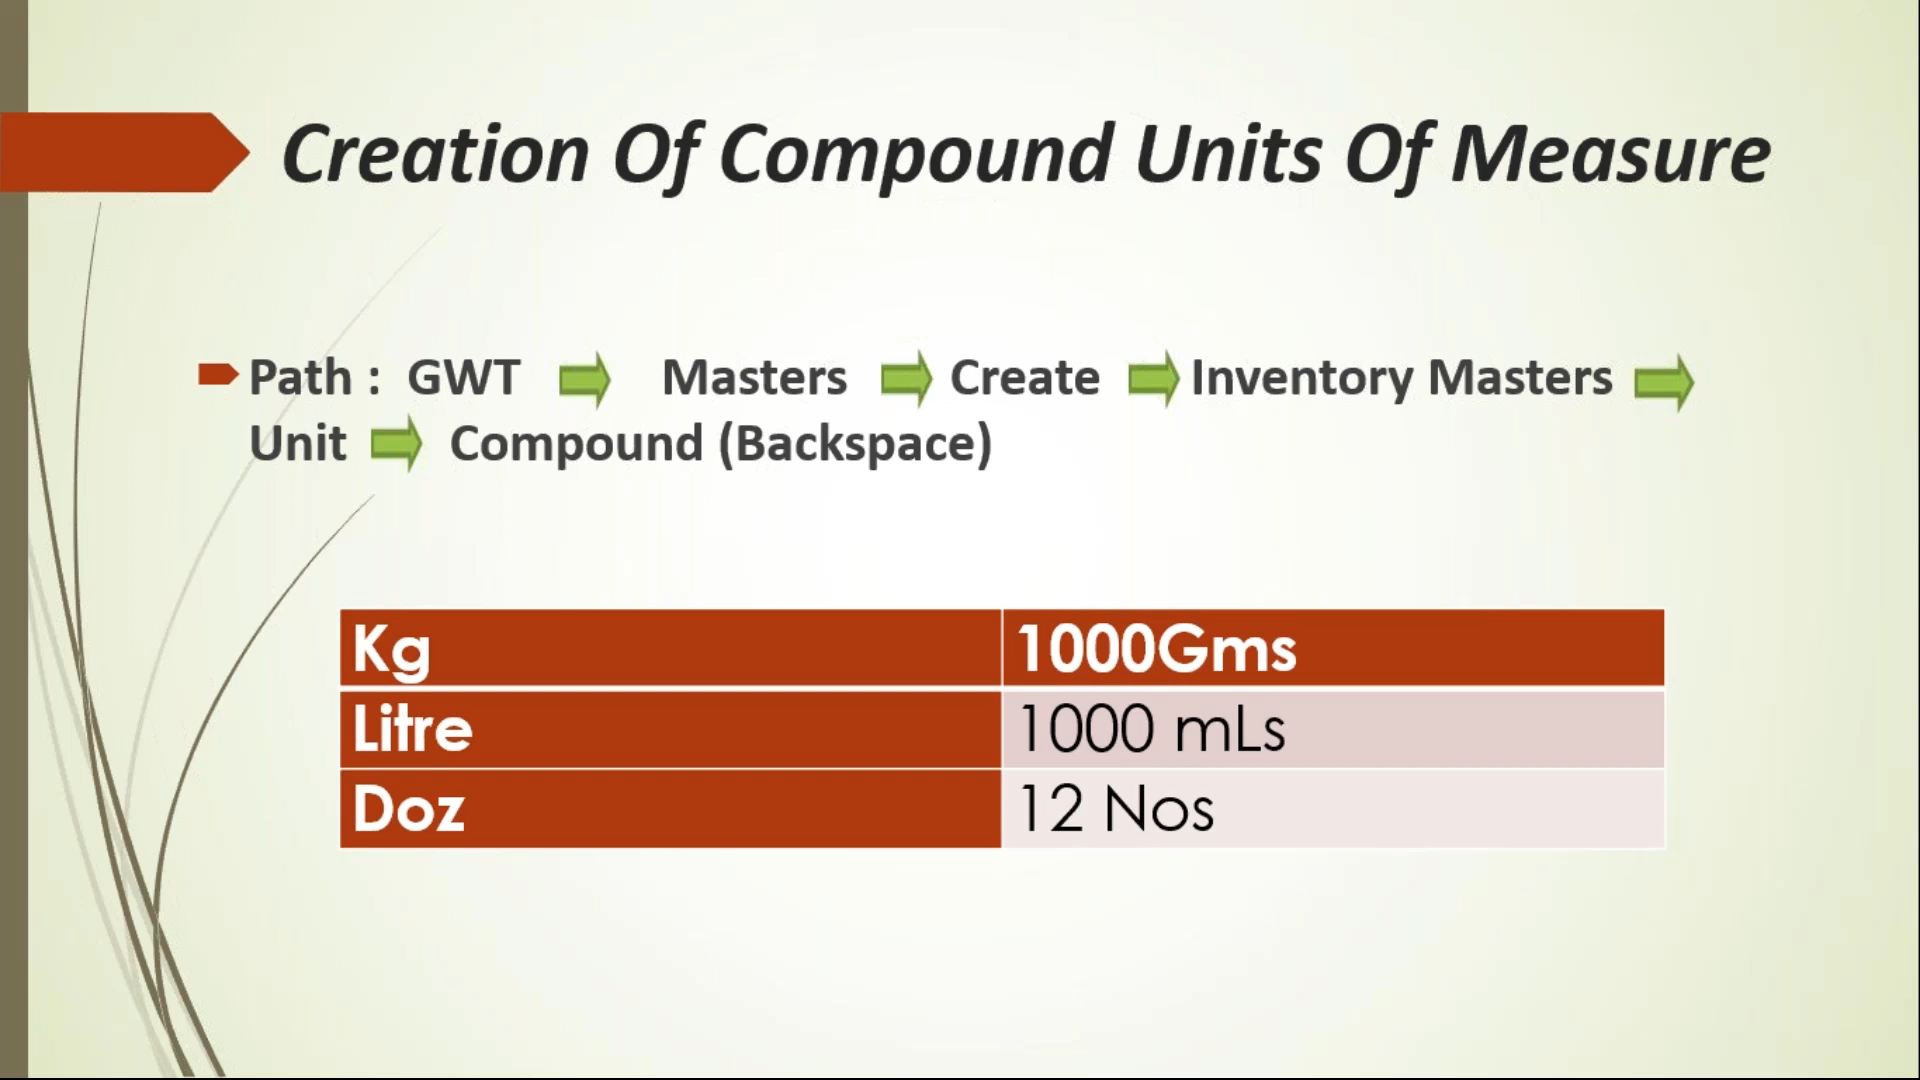 Creation Of Compound Units Of Measure
Path : GWT Masters Create Inventory Masters
Unit Compound (Backspace)
Kg 1000Gms
Litre 1000 mLs
Doz 12 Nos